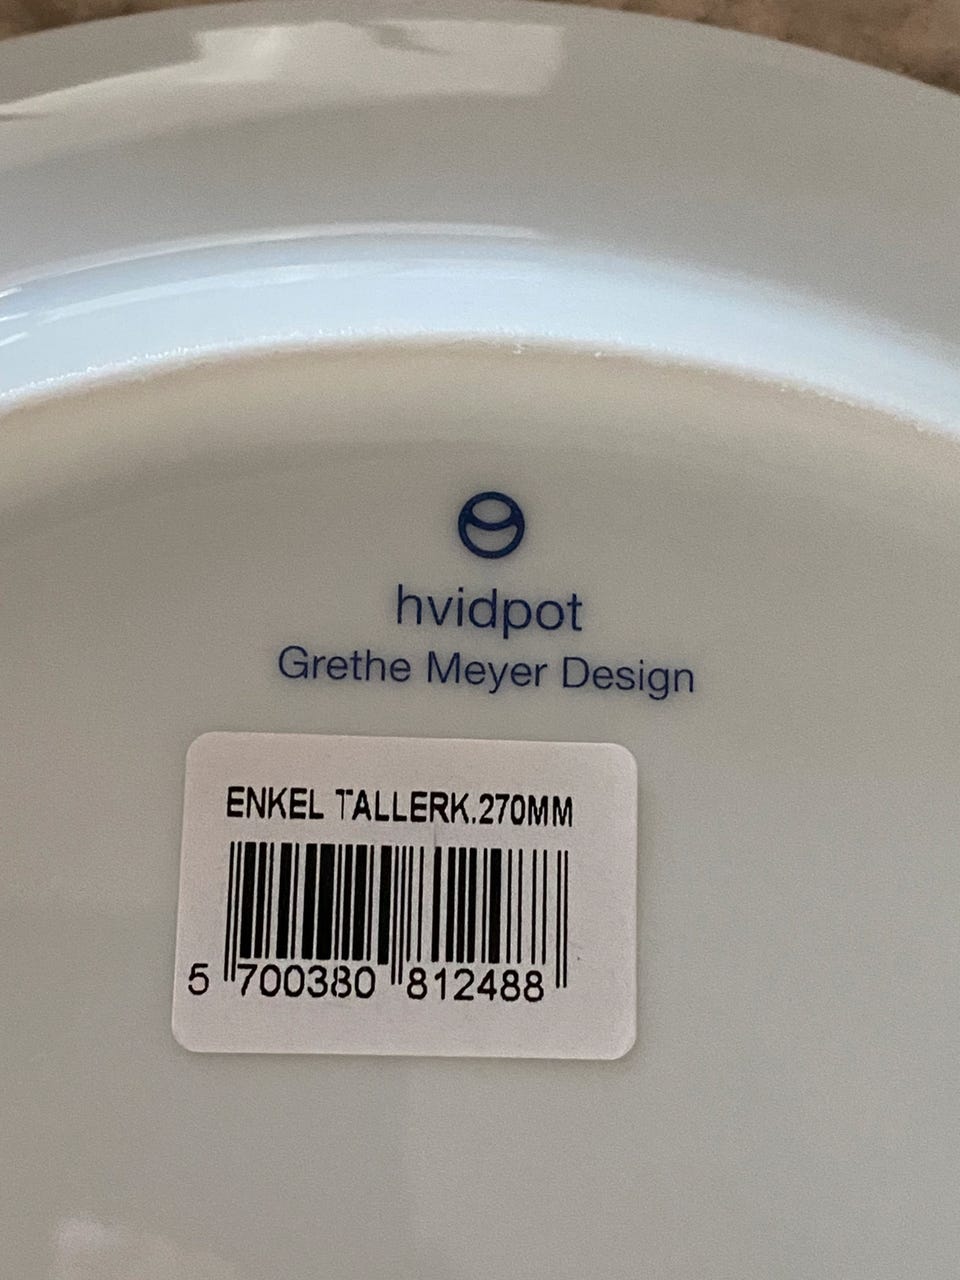 hvidpot
Grethe Meyer Design
ENKEL TALLERK.270MM
5 700380 812488